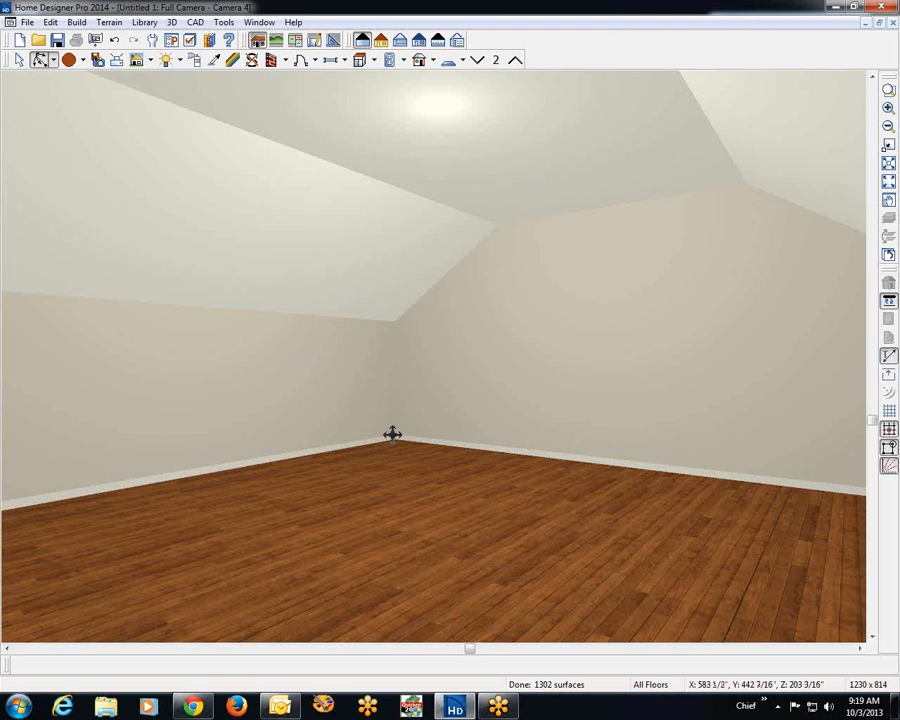 Home Designer Pro 2014 - [Untitled 1: Full Camera - Camera 4]
File Edit Build Terrain Library 3D CAD Tools Window Help
2
Done: 1302 surfaces All Floors X: 583 1/2", Y: 442 7/16", Z: 203 3/16" 1230 x 814
Hd
Chief
9:19 AM
10/3/2013